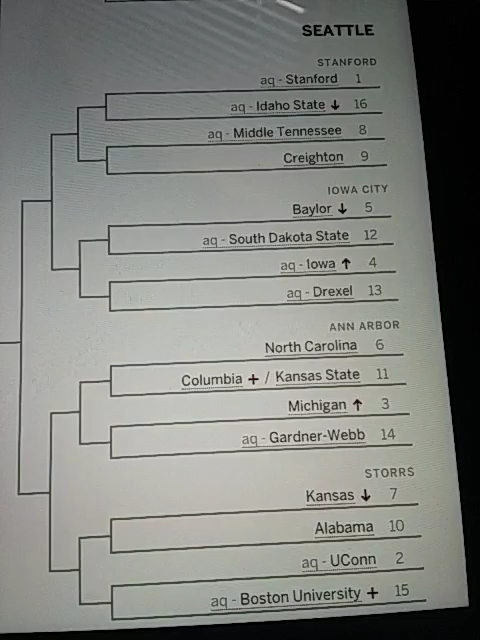 SEATTLE
STANFORD
aq - Stanford 1
aq - Idaho State ↓ 16
aq - Middle Tennessee 8
Creighton 9
IOWA CITY
Baylor ↓ 5
aq - South Dakota State 12
aq - Iowa ↑ 4
aq - Drexel 13
ANN ARBOR
North Carolina 6
Columbia + / Kansas State 11
Michigan ↑ 3
aq - Gardner-Webb 14
STORRS
Kansas ↓ 7
Alabama 10
aq - UConn 2
aq - Boston University + 15